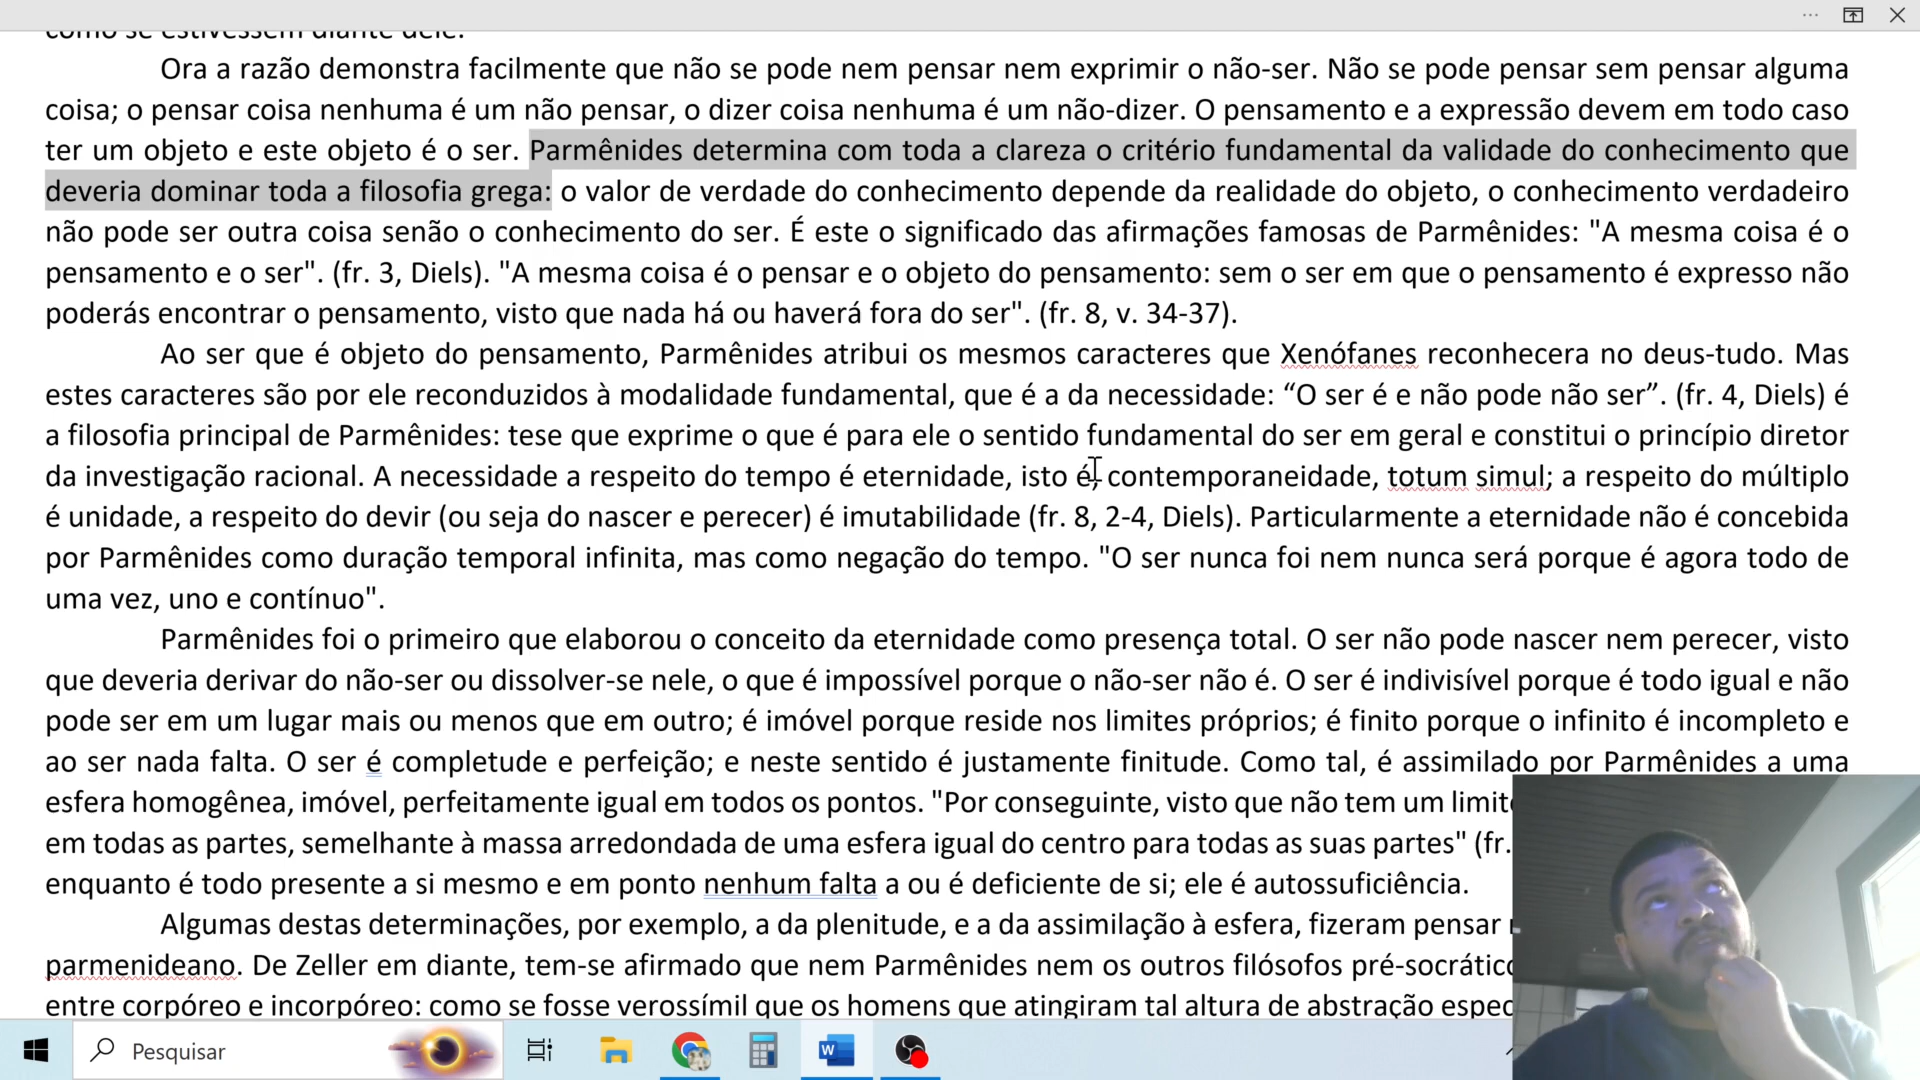 como se estivessem diante dele.
Ora a razão demonstra facilmente que não se pode nem pensar nem exprimir o não-ser. Não se pode pensar sem pensar alguma
coisa; o pensar coisa nenhuma é um não pensar, o dizer coisa nenhuma é um não-dizer. O pensamento e a expressão devem em todo caso
ter um objeto e este objeto é o ser. Parmênides determina com toda a clareza o critério fundamental da validade do conhecimento que
deveria dominar toda a filosofia grega: o valor de verdade do conhecimento depende da realidade do objeto, o conhecimento verdadeiro
não pode ser outra coisa senão o conhecimento do ser. É este o significado das afirmações famosas de Parmênides: "A mesma coisa é o
pensamento e o ser". (fr. 3, Diels). "A mesma coisa é o pensar e o objeto do pensamento: sem o ser em que o pensamento é expresso não
poderás encontrar o pensamento, visto que nada há ou haverá fora do ser". (fr. 8, v. 34-37).
Ao ser que é objeto do pensamento, Parmênides atribui os mesmos caracteres que Xenófanes reconhecera no deus-tudo. Mas
estes caracteres são por ele reconduzidos à modalidade fundamental, que é a da necessidade: “O ser é e não pode não ser”. (fr. 4, Diels) é
a filosofia principal de Parmênides: tese que exprime o que é para ele o sentido fundamental do ser em geral e constitui o princípio diretor
da investigação racional. A necessidade a respeito do tempo é eternidade, isto é, contemporaneidade, totum simul; a respeito do múltiplo
é unidade, a respeito do devir (ou seja do nascer e perecer) é imutabilidade (fr. 8, 2-4, Diels). Particularmente a eternidade não é concebida
por Parmênides como duração temporal infinita, mas como negação do tempo. "O ser nunca foi nem nunca será porque é agora todo de
uma vez, uno e contínuo".
Parmênides foi o primeiro que elaborou o conceito da eternidade como presença total. O ser não pode nascer nem perecer, visto
que deveria derivar do não-ser ou dissolver-se nele, o que é impossível porque o não-ser não é. O ser é indivisível porque é todo igual e não
pode ser em um lugar mais ou menos que em outro; é imóvel porque reside nos limites próprios; é finito porque o infinito é incompleto e
ao ser nada falta. O ser é completude e perfeição; e neste sentido é justamente finitude. Como tal, é assimilado por Parmênides a uma
esfera homogênea, imóvel, perfeitamente igual em todos os pontos. "Por conseguinte, visto que não tem um limite
em todas as partes, semelhante à massa arredondada de uma esfera igual do centro para todas as suas partes" (fr.
enquanto é todo presente a si mesmo e em ponto nenhum falta a ou é deficiente de si; ele é autossuficiência.
Algumas destas determinações, por exemplo, a da plenitude, e a da assimilação à esfera, fizeram pensar
parmenideano. De Zeller em diante, tem-se afirmado que nem Parmênides nem os outros filósofos pré-socrátic
entre corpóreo e incorpóreo: como se fosse verossímil que os homens que atingiram tal altura de abstração espec
Pesquisar